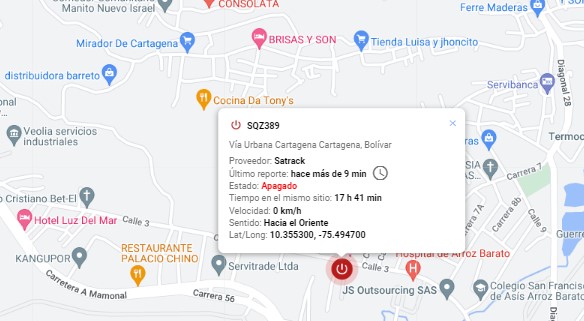 Manito Nuevo Israel
CONSOLATA
Ferre Maderas
Mirador De Cartagena
BRISAS Y SON
Tienda Luisa y jhoncito
distribuidora barreto
Servibanca
Diagonal 28
Cocina Da Tony's
Veolia servicios
industriales
SQZ389
×
Vía Urbana Cartagena Cartagena, Bolívar
Proveedor: Satrack
Último reporte: hace más de 9 min
Estado: Apagado
Tiempo en el mismo sitio: 17 h 41 min
Velocidad: 0 km/h
Sentido: Hacia el Oriente
Lat/Long: 10.355300, -75.494700
Termoc
SIAS
Carrera 7
Carrera 8b
Carrera 7A
o Cristiano Bet-El
Calle 3
Hotel Luz Del Mar
Calle 3
Guerre
RESTAURANTE
PALACIO CHINO
KANGUPOR
Servitrade Ltda
Hospital de Arroz Barato
Carretera A Mamonal
Carrera 56
JS Outsourcing SAS
Colegio San Francisco
de Asis Arroz Barato